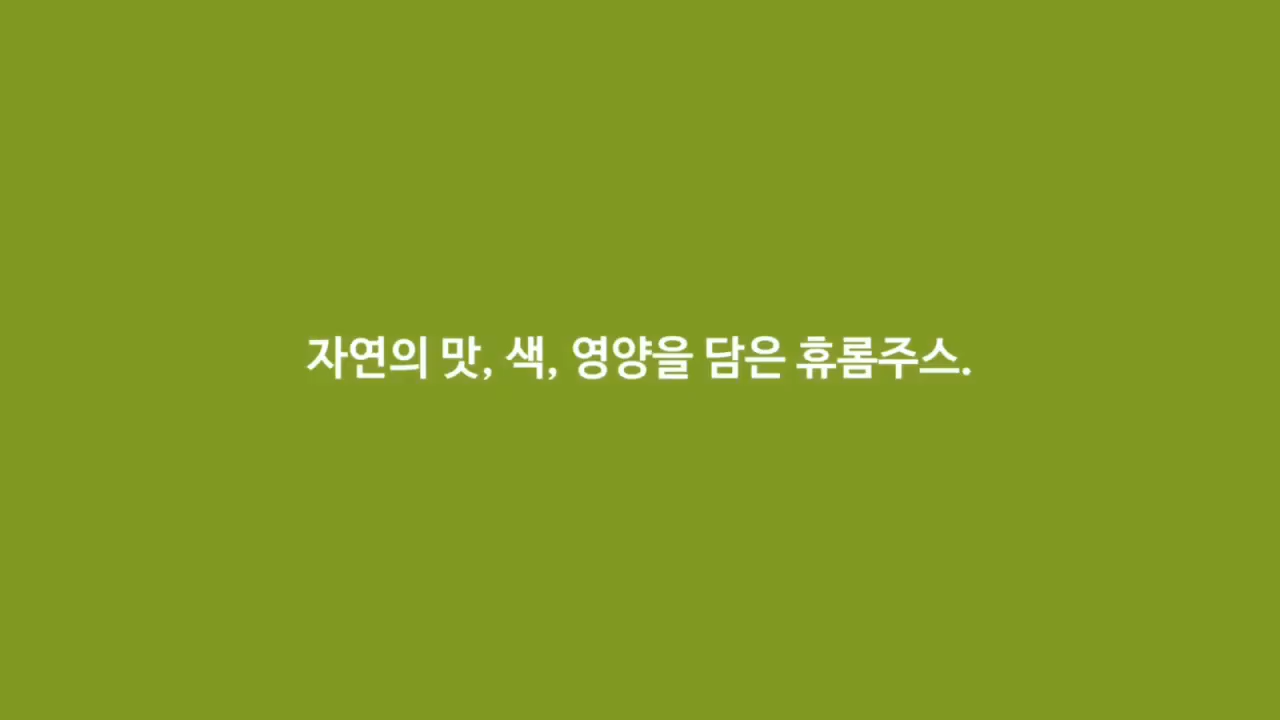 자연의 맛, 색, 영양을 담은 휴롬주스.